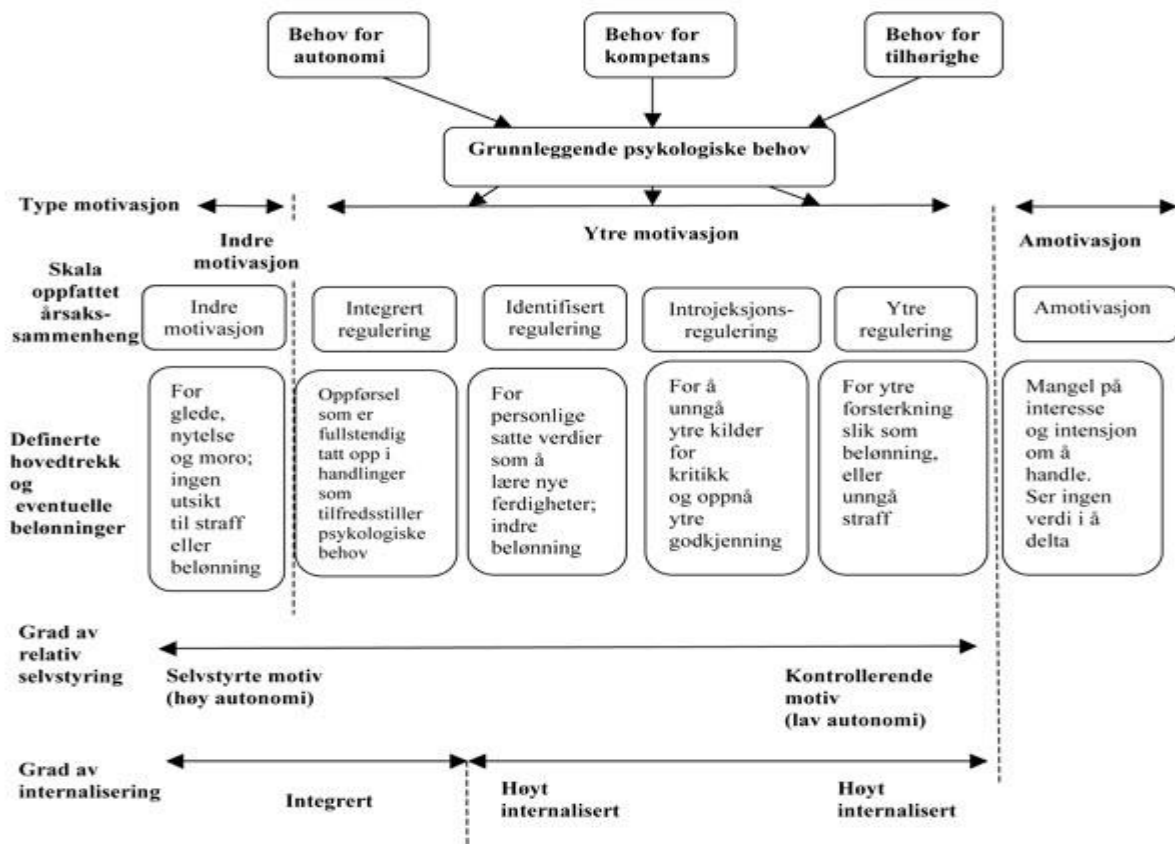 Behov for
autonomi
Behov for
kompetans
Behov for
tilhørighe
Grunnleggende psykologiske behov
Type motivasjon
Indre
motivasjon
Ytre motivasjon
Amotivasjon
Skala
oppfattet
årsaks-
sammenheng
Indre
motivasjon
Integrert
regulering
Identifisert
regulering
Introjeksjons-
regulering
Ytre
regulering
Amotivasjon
Definerte
hovedtrekk
og
eventuelle
belønninger
For
glede,
nytelse
og moro;
ingen
utsikt
til straff
eller
belønning
Oppførsel
som er
fullstendig
tatt opp i
handlinger
som
tilfredsstiller
psykologiske
behov
For
personlige
satte verdier
som å
lære nye
ferdigheter;
indre
belønning
For å
unngå
ytre kilder
for
kritikk
og oppnå
ytre
godkjenning
For ytre
forsterkning
slik som
belønning,
eller
unngå
straff
Mangel på
interesse
og intensjon
om å
handle.
Ser ingen
verdi i å
delta
Grad av
relativ
selvstyring
Selvstyrte motiv
(høy autonomi)
Kontrollerende
motiv
(lav autonomi)
Grad av
internalisering
Integrert
Høyt
internalisert
Høyt
internalisert